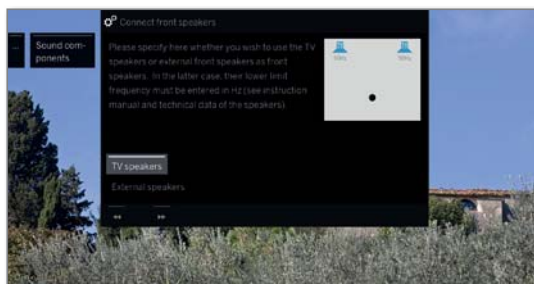 Connect front speakers
... Sound com-
ponents
Please specify here whether you wish to use the TV
speakers or external front speakers as front
speakers. In the latter case, their lower limit
frequency must be entered in Hz (see instruction
manual and technical data of the speakers).
TV speakers
External speakers